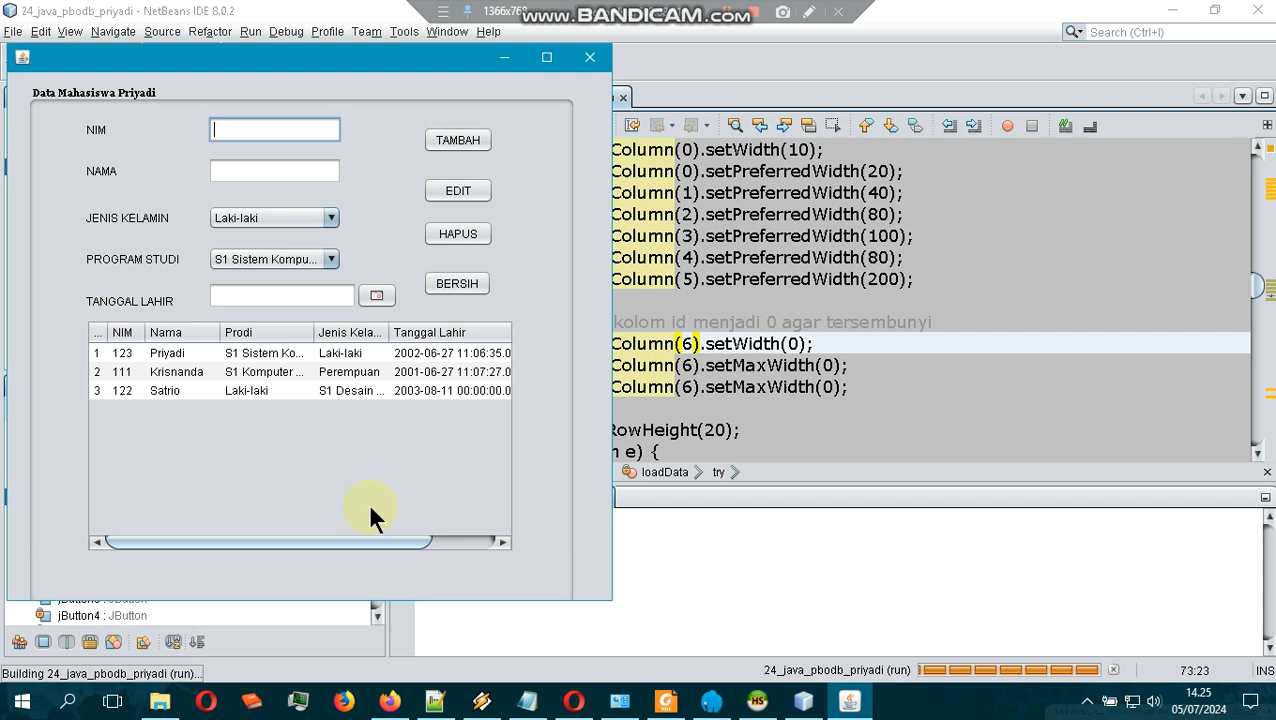 24_java_pbodb_priyadi - NetBeans IDE 8.0.2
1366x768
www.BANDICAM.com
File Edit View Navigate Source Refactor Run Debug Profile Team Tools Window Help
Search (Ctrl+I)
Data Mahasiswa Priyadi
NIM
TAMBAH
NAMA
EDIT
JENIS KELAMIN Laki-laki
HAPUS
PROGRAM STUDI S1 Sistem Kompu...
BERSIH
TANGGAL LAHIR
... NIM Nama Prodi Jenis Kela... Tanggal Lahir
1 123 Priyadi S1 Sistem Ko... Laki-laki 2002-06-27 11:06:35.0
2 111 Krisnanda S1 Komputer ... Perempuan 2001-06-27 11:07:27.0
3 122 Satrio Laki-laki S1 Desain ... 2003-08-11 00:00:00.0
Column(0).setWidth(10);
Column(0).setPreferredWidth(20);
Column(1).setPreferredWidth(40);
Column(2).setPreferredWidth(80);
Column(3).setPreferredWidth(100);
Column(4).setPreferredWidth(80);
Column(5).setPreferredWidth(200);
kolom id menjadi 0 agar tersembunyi
Column(6).setWidth(0);
Column(6).setMaxWidth(0);
Column(6).setMaxWidth(0);
RowHeight(20);
n e) {
loadData try
jButton4 : JButton
Building 24_java_pbodb_priyadi (run)...
24_java_pbodb_priyadi (run)
73:23
INS
HS
14.25
05/07/2024